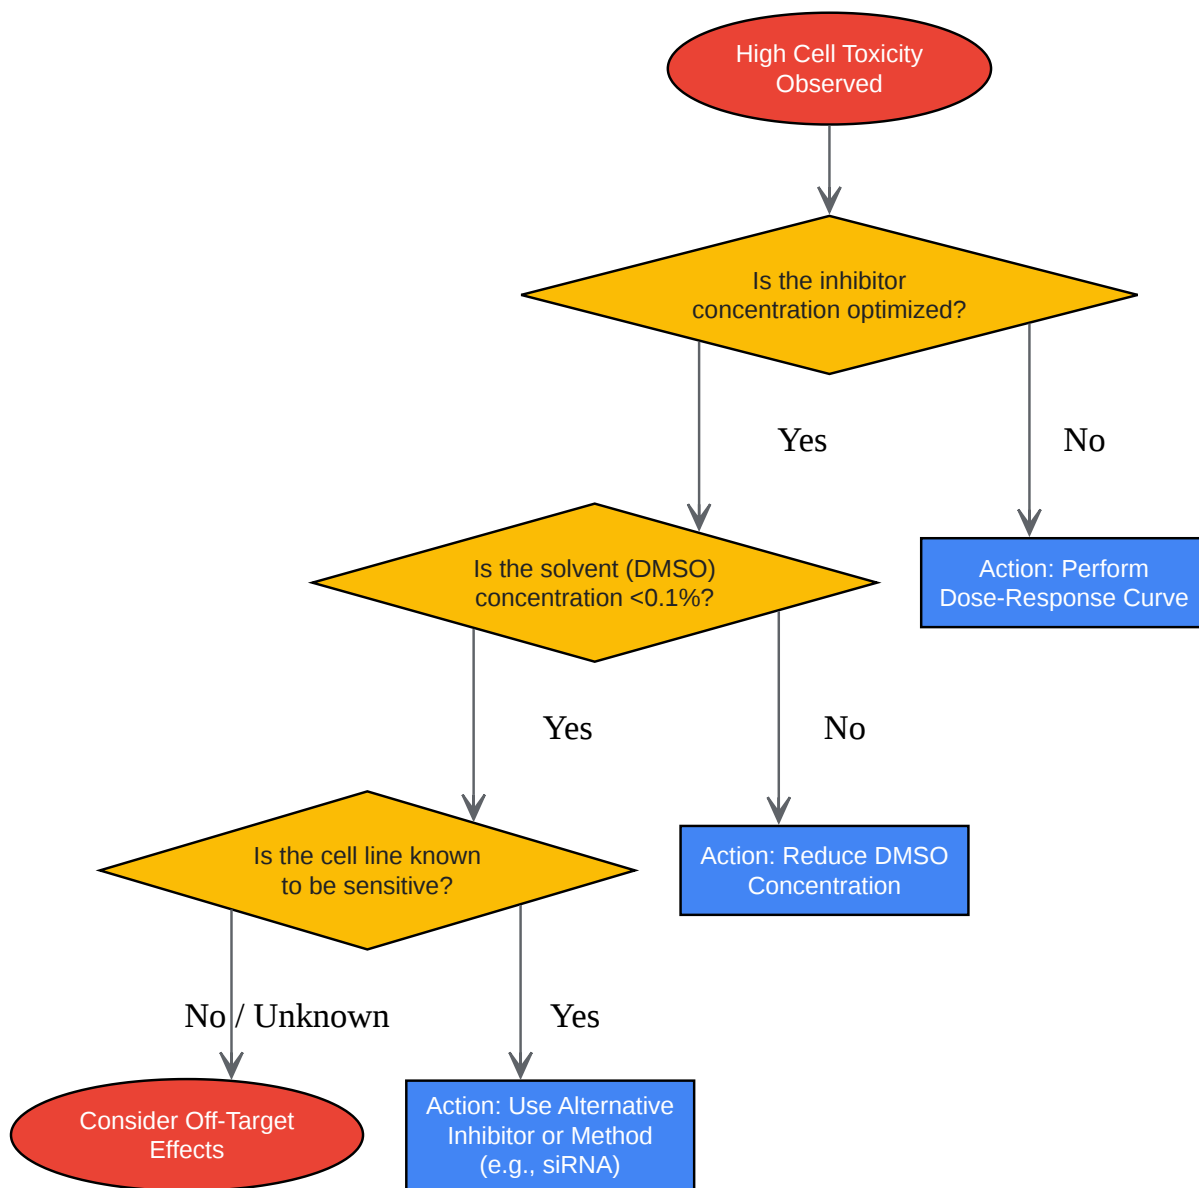 High Cell Toxicity
Observed
Is the inhibitor
concentration optimized?
Yes
No
Is the solvent (DMSO)
concentration <0.1%?
Action: Perform
Dose-Response Curve
Yes
No
Is the cell line known
to be sensitive?
Action: Reduce DMSO
Concentration
No / Unknown
Yes
Consider Off-Target
Effects
Action: Use Alternative
Inhibitor or Method
(e.g., siRNA)